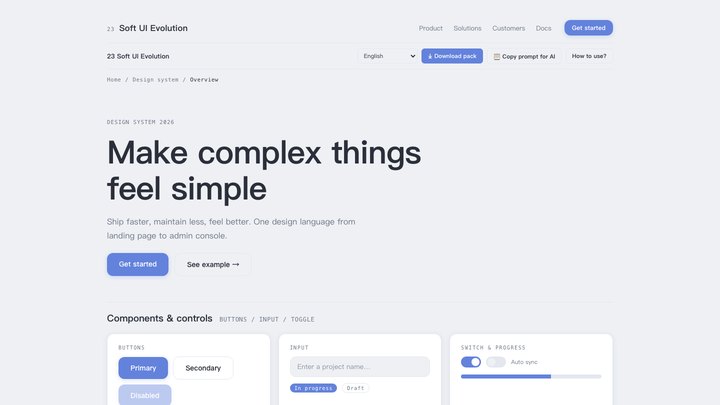 23 Soft UI Evolution
Product Solutions Customers Docs Get started
23 Soft UI Evolution
English Download pack Copy prompt for AI How to use?
Home / Design system / Overview
DESIGN SYSTEM 2026
Make complex things
feel simple
Ship faster, maintain less, feel better. One design language from
landing page to admin console.
Get started See example →
Components & controls BUTTONS / INPUT / TOGGLE
BUTTONS
Primary Secondary
Disabled
INPUT
Enter a project name...
In progress Draft
SWITCH & PROGRESS
Auto sync